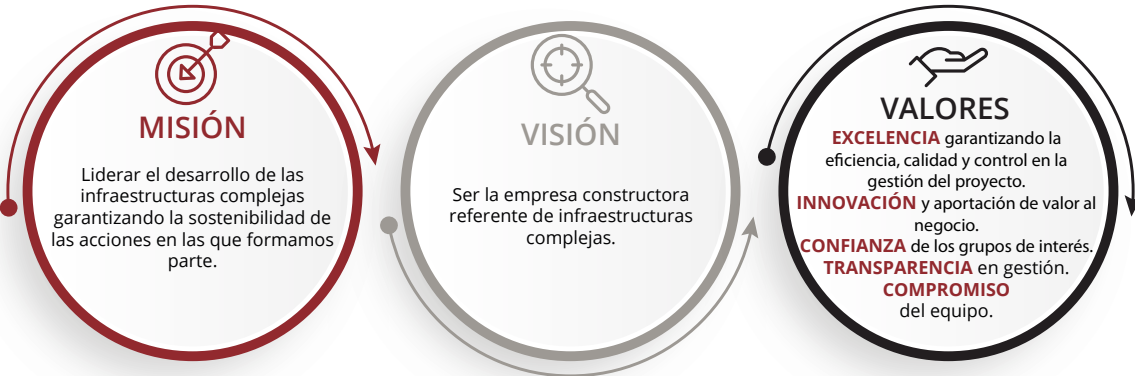 MISIÓN
Liderar el desarrollo de las
infraestructuras complejas
garantizando la sostenibilidad de
las acciones en las que formamos
parte.
VISIÓN
Ser la empresa constructora
referente de infraestructuras
complejas.
VALORES
EXCELENCIA garantizando la
eficiencia, calidad y control en la
gestión del proyecto.
INNOVACIÓN y aportación de valor al
negocio.
CONFIANZA de los grupos de interés.
TRANSPARENCIA en gestión.
COMPROMISO
del equipo.